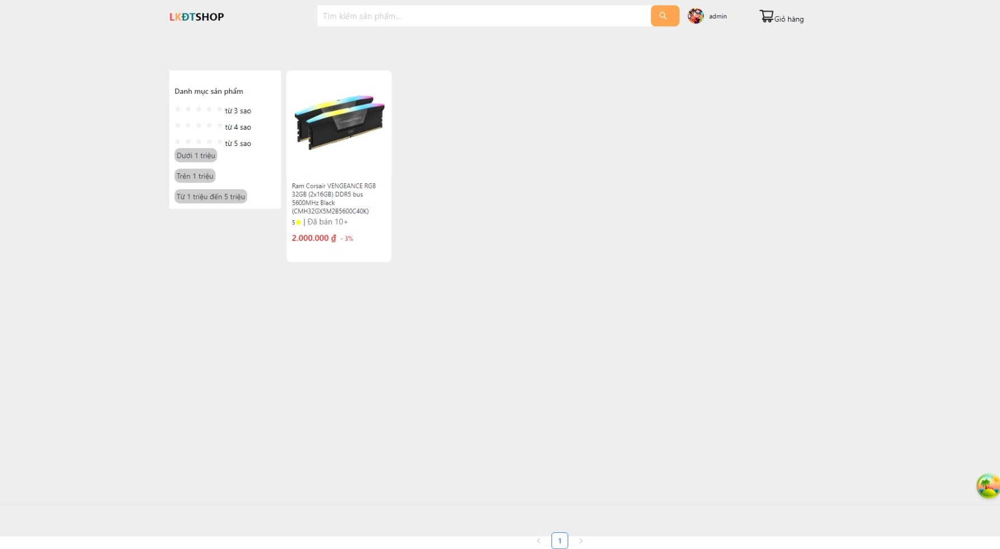 LKĐTSHOP
Tìm kiếm sản phẩm...
admin
Giỏ hàng
Danh mục sản phẩm
từ 3 sao
từ 4 sao
từ 5 sao
Dưới 1 triệu
Trên 1 triệu
Từ 1 triệu đến 5 triệu
VENGEANCE
Ram Corsair VENGEANCE RGB
32GB (2x16GB) DDR5 bus
5600MHz Black
(CMH32GX5M2B5600C40K)
5 | Đã bán 10+
2.000.000 ₫ - 3%
< 1 >